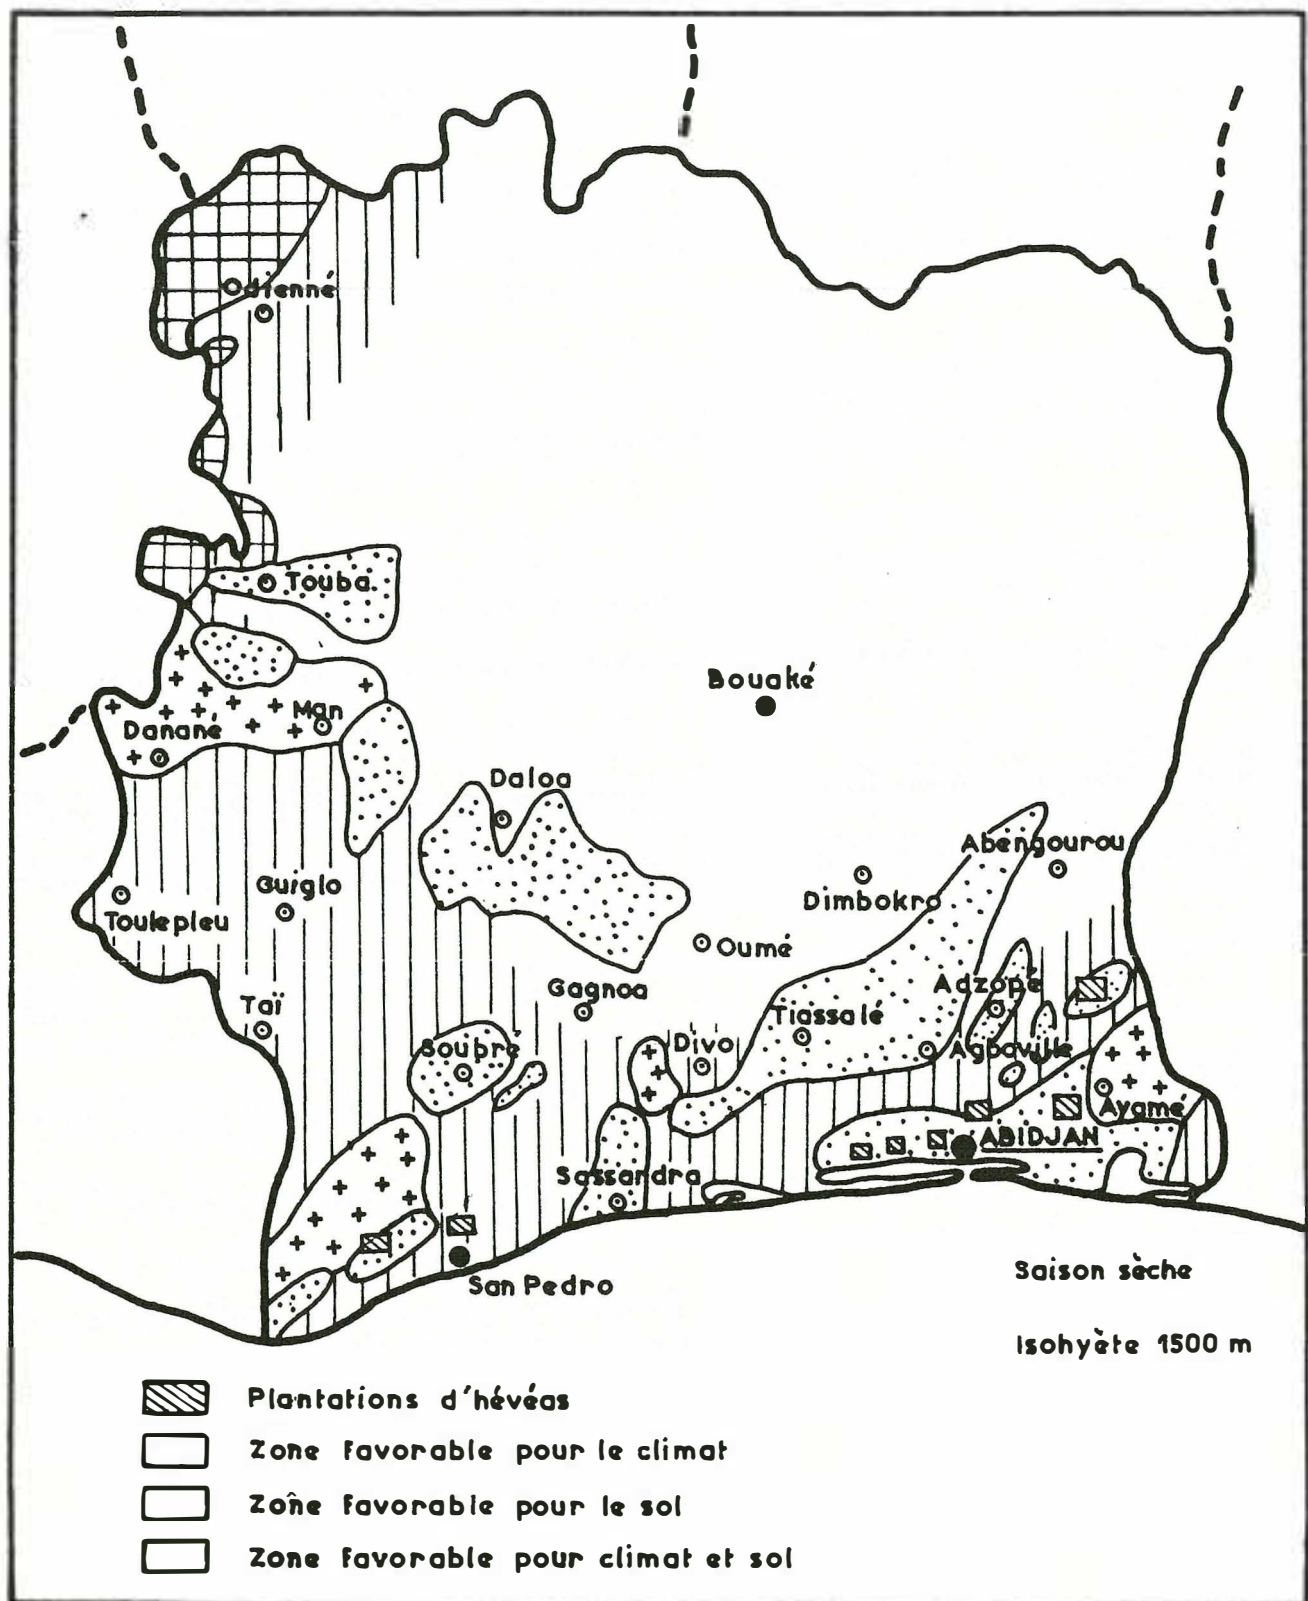 Odienné
Touba
Bouaké
Man
Danané
Daloa
Abengourou
Guiglo
Dimbokro
Toulepleu
Oumé
Gagnoa
Adzopé
Taï
Tiassalé
Soubré
Divo
Agboville
Ayamé
ABIDJAN
Sassandra
San Pedro
Saison sèche
Isohyète 1500 m
Plantations d'hévéas
Zone favorable pour le climat
Zône favorable pour le sol
Zone favorable pour climat et sol